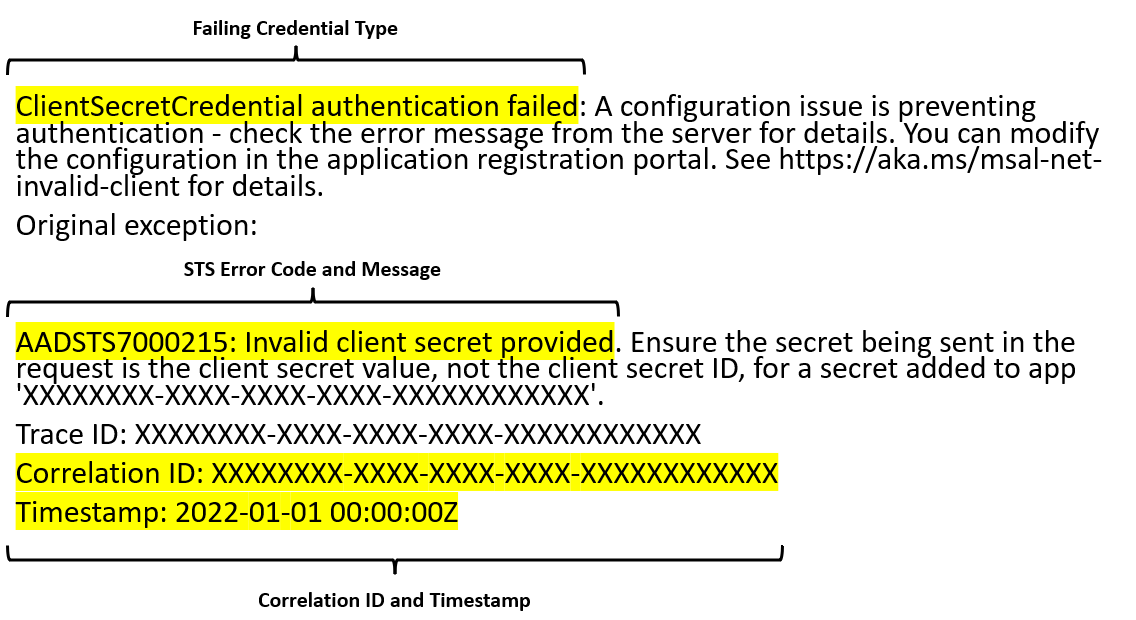 Failing Credential Type
ClientSecretCredential authentication failed: A configuration issue is preventing
authentication - check the error message from the server for details. You can modify
the configuration in the application registration portal. See https://aka.ms/msal-net-
invalid-client for details.
Original exception:
STS Error Code and Message
AADSTS7000215: Invalid client secret provided. Ensure the secret being sent in the
request is the client secret value, not the client secret ID, for a secret added to app
'XXXXXXXX-XXXX-XXXX-XXXX-XXXXXXXXXXXX'.
Trace ID: XXXXXXXX-XXXX-XXXX-XXXX-XXXXXXXXXXXX
Correlation ID: XXXXXXXX-XXXX-XXXX-XXXX-XXXXXXXXXXXX
Timestamp: 2022-01-01 00:00:00Z
Correlation ID and Timestamp